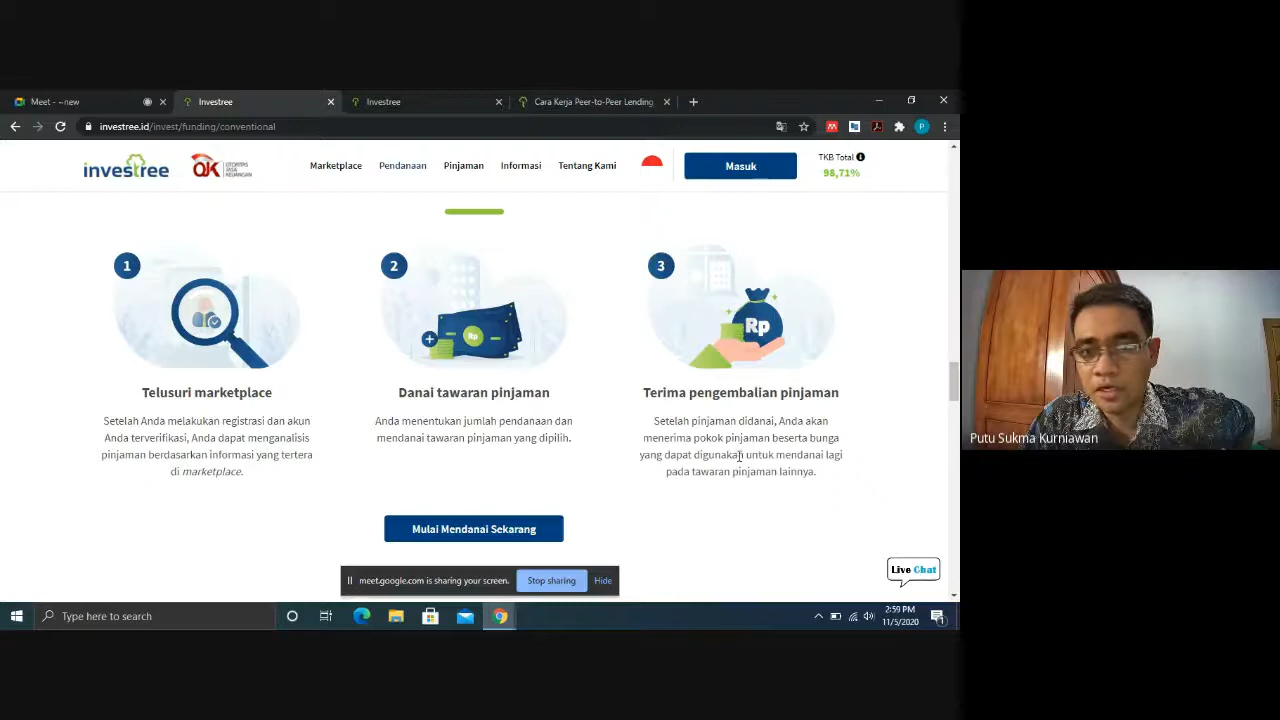 Meet - ~new
Investree
Investree
Cara Kerja Peer-to-Peer Lending
investree.id/invest/funding/conventional
P
investree
OJK OTORITAS JASA KEUANGAN
Marketplace
Pendanaan
Pinjaman
Informasi
Tentang Kami
Masuk
TKB Total
98,71%
1
2
3
Rp
Rp
Telusuri marketplace
Setelah Anda melakukan registrasi dan akun
Anda terverifikasi, Anda dapat menganalisis
pinjaman berdasarkan informasi yang tertera
di marketplace.
Danai tawaran pinjaman
Anda menentukan jumlah pendanaan dan
mendanai tawaran pinjaman yang dipilih.
Terima pengembalian pinjaman
Setelah pinjaman didanai, Anda akan
menerima pokok pinjaman beserta bunga
yang dapat digunakan untuk mendanai lagi
pada tawaran pinjaman lainnya.
Mulai Mendanai Sekarang
Live Chat
meet.google.com is sharing your screen.
Stop sharing
Hide
Type here to search
2:59 PM
11/5/2020
1
Putu Sukma Kurniawan